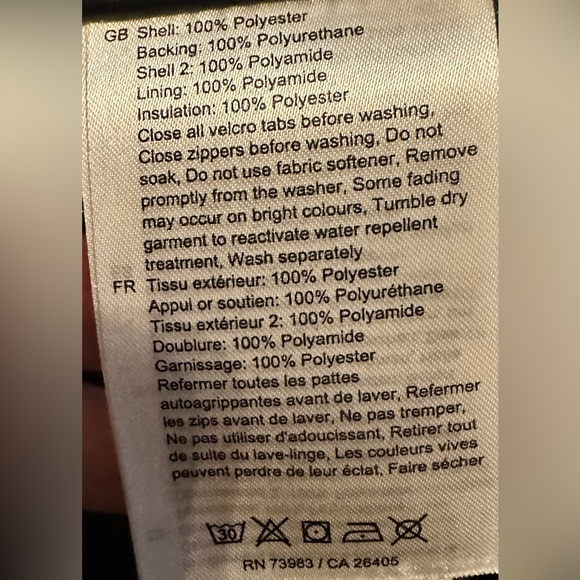 GB Shell: 100% Polyester
Backing: 100% Polyurethane
Shell 2: 100% Polyamide
Lining: 100% Polyamide
Insulation: 100% Polyester
Close all velcro tabs before washing,
Close zippers before washing, Do not
soak, Do not use fabric softener, Remove
promptly from the washer, Some fading
may occur on bright colours, Tumble dry
garment to reactivate water repellent
treatment, Wash separately
FR Tissu extérieur: 100% Polyester
Appui or soutien: 100% Polyuréthane
Tissu extérieur 2: 100% Polyamide
Doublure: 100% Polyamide
Garnissage: 100% Polyester
Refermer toutes les pattes
autoagrippantes avant de laver, Refermer
les zips avant de laver, Ne pas tremper,
Ne pas utiliser d'adoucissant, Retirer tout
de suite du lave-linge, Les couleurs vives
peuvent perdre de leur éclat, Faire sécher
30
RN 73983 / CA 26405